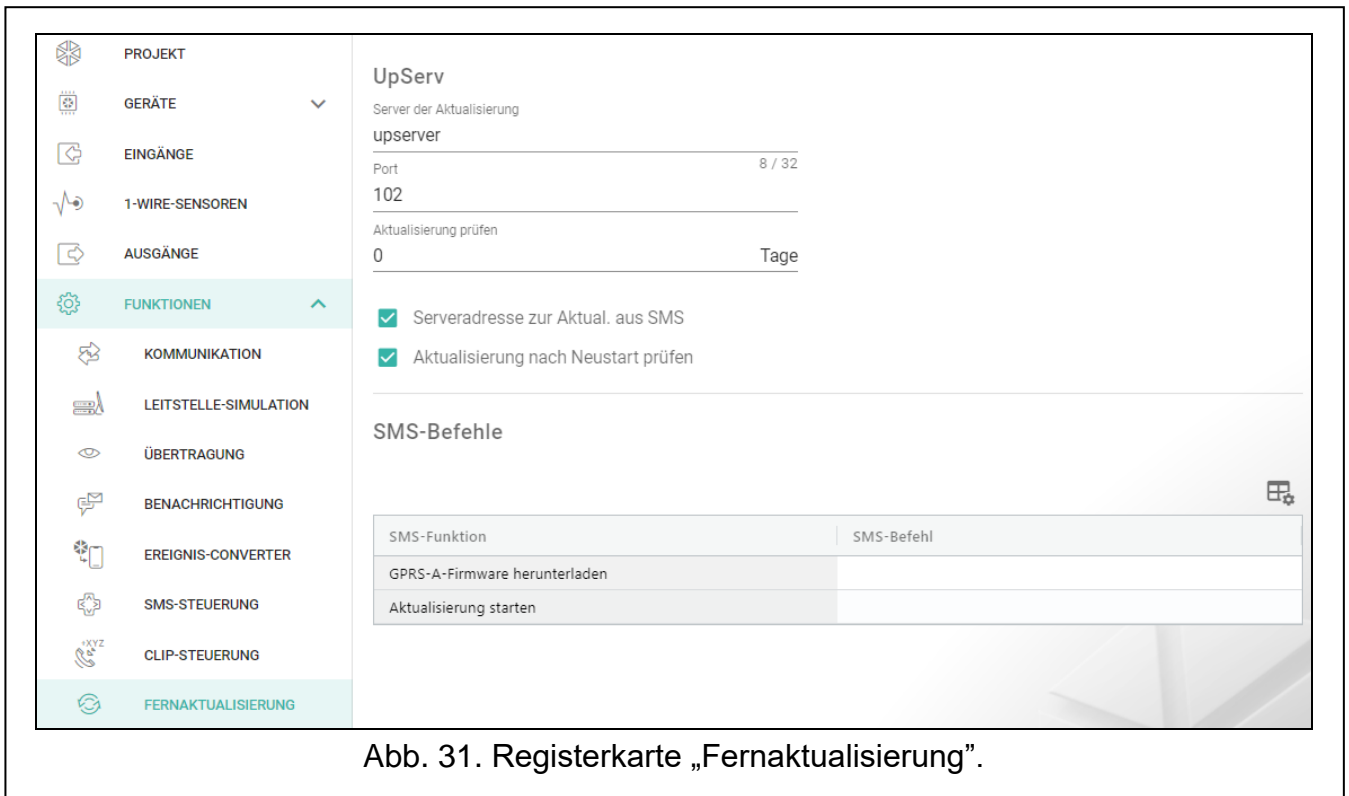 PROJEKT
GERÄTE
EINGÄNGE
1-WIRE-SENSOREN
AUSGÄNGE
FUNKTIONEN
KOMMUNIKATION
LEITSTELLE-SIMULATION
ÜBERTRAGUNG
BENACHRICHTIGUNG
EREIGNIS-CONVERTER
SMS-STEUERUNG
+XYZ
CLIP-STEUERUNG
FERNAKTUALISIERUNG
UpServ
Server der Aktualisierung
upserver
8 / 32
Port
102
Aktualisierung prüfen
0 Tage
Serveradresse zur Aktual. aus SMS
Aktualisierung nach Neustart prüfen
SMS-Befehle
SMS-Funktion SMS-Befehl
GPRS-A-Firmware herunterladen
Aktualisierung starten
Abb. 31. Registerkarte „Fernaktualisierung”.